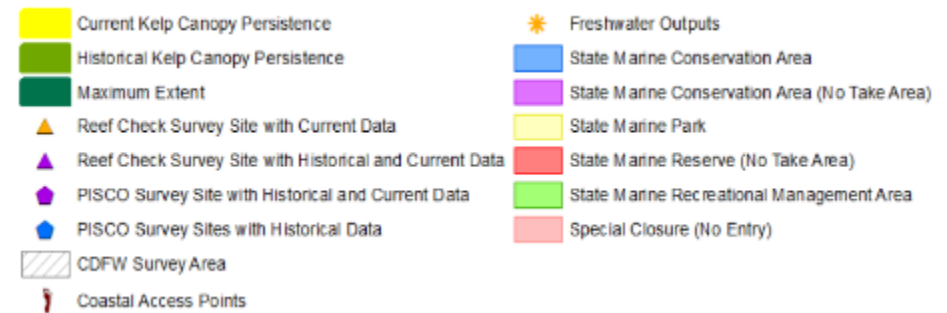 Current Kelp Canopy Persistence
Historical Kelp Canopy Persistence
Maximum Extent
Reef Check Survey Site with Current Data
Reef Check Survey Site with Historical and Current Data
PISCO Survey Site with Historical and Current Data
PISCO Survey Sites with Historical Data
CDFW Survey Area
Coastal Access Points
Freshwater Outputs
State Marine Conservation Area
State Marine Conservation Area (No Take Area)
State Marine Park
State Marine Reserve (No Take Area)
State Marine Recreational Management Area
Special Closure (No Entry)